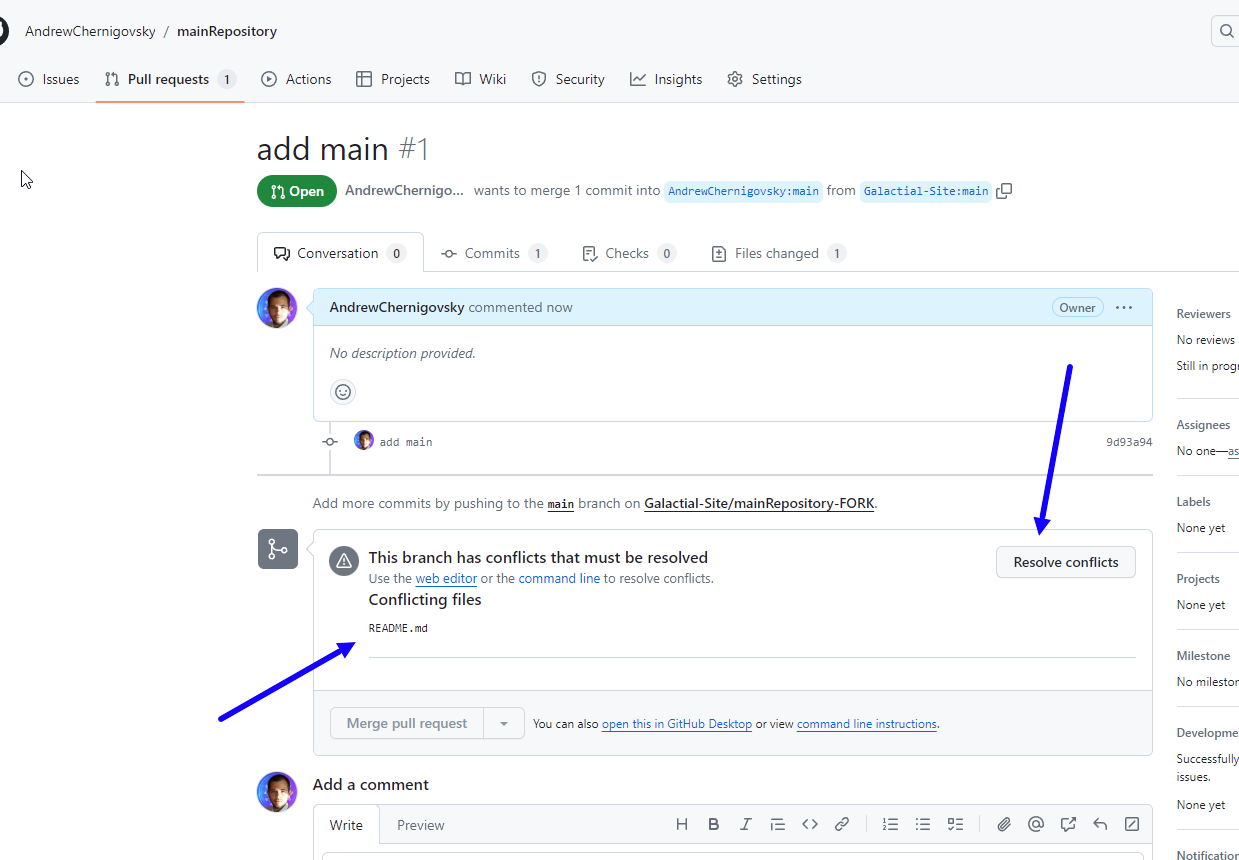 AndrewChernigovsky / mainRepository
Issues Pull requests 1 Actions Projects Wiki Security Insights Settings
add main #1
Open AndrewChernigo... wants to merge 1 commit into AndrewChernigovsky:main from Galactial-Site:main
Conversation 0 Commits 1 Checks 0 Files changed 1
AndrewChernigovsky commented now Owner ...
No description provided.
add main 9d93a94
Add more commits by pushing to the main branch on Galactial-Site/mainRepository-FORK.
This branch has conflicts that must be resolved
Use the web editor or the command line to resolve conflicts.
Resolve conflicts
Conflicting files
README.md
Merge pull request You can also open this in GitHub Desktop or view command line instructions.
Add a comment
Write Preview H B I
Reviewers
No reviews
Still in prog
Assignees
No one—as
Labels
None yet
Projects
None yet
Milestone
No mileston
Developme
Successfully
issues.
None yet
Notification